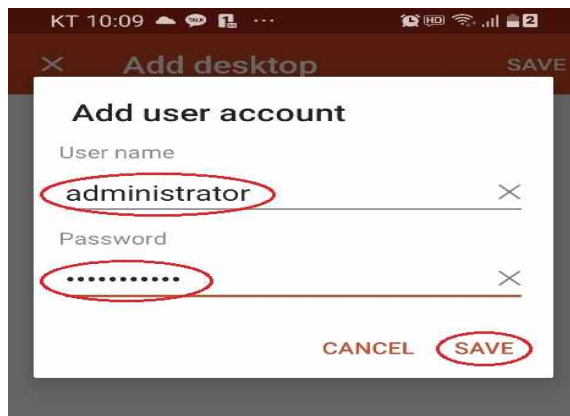 KT 10:09 ···
Add desktop SAVE
Add user account
User name
administrator
Password
•••••••••••
CANCEL SAVE